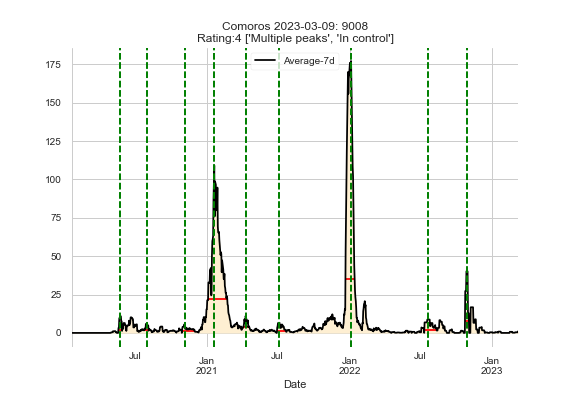 Comoros 2023-03-09: 9008
Rating:4 ['Multiple peaks', 'In control']
Average-7d
175
150
125
100
75
50
25
0
Jul
Jan
2021
Jul
Jan
2022
Jul
Jan
2023
Date